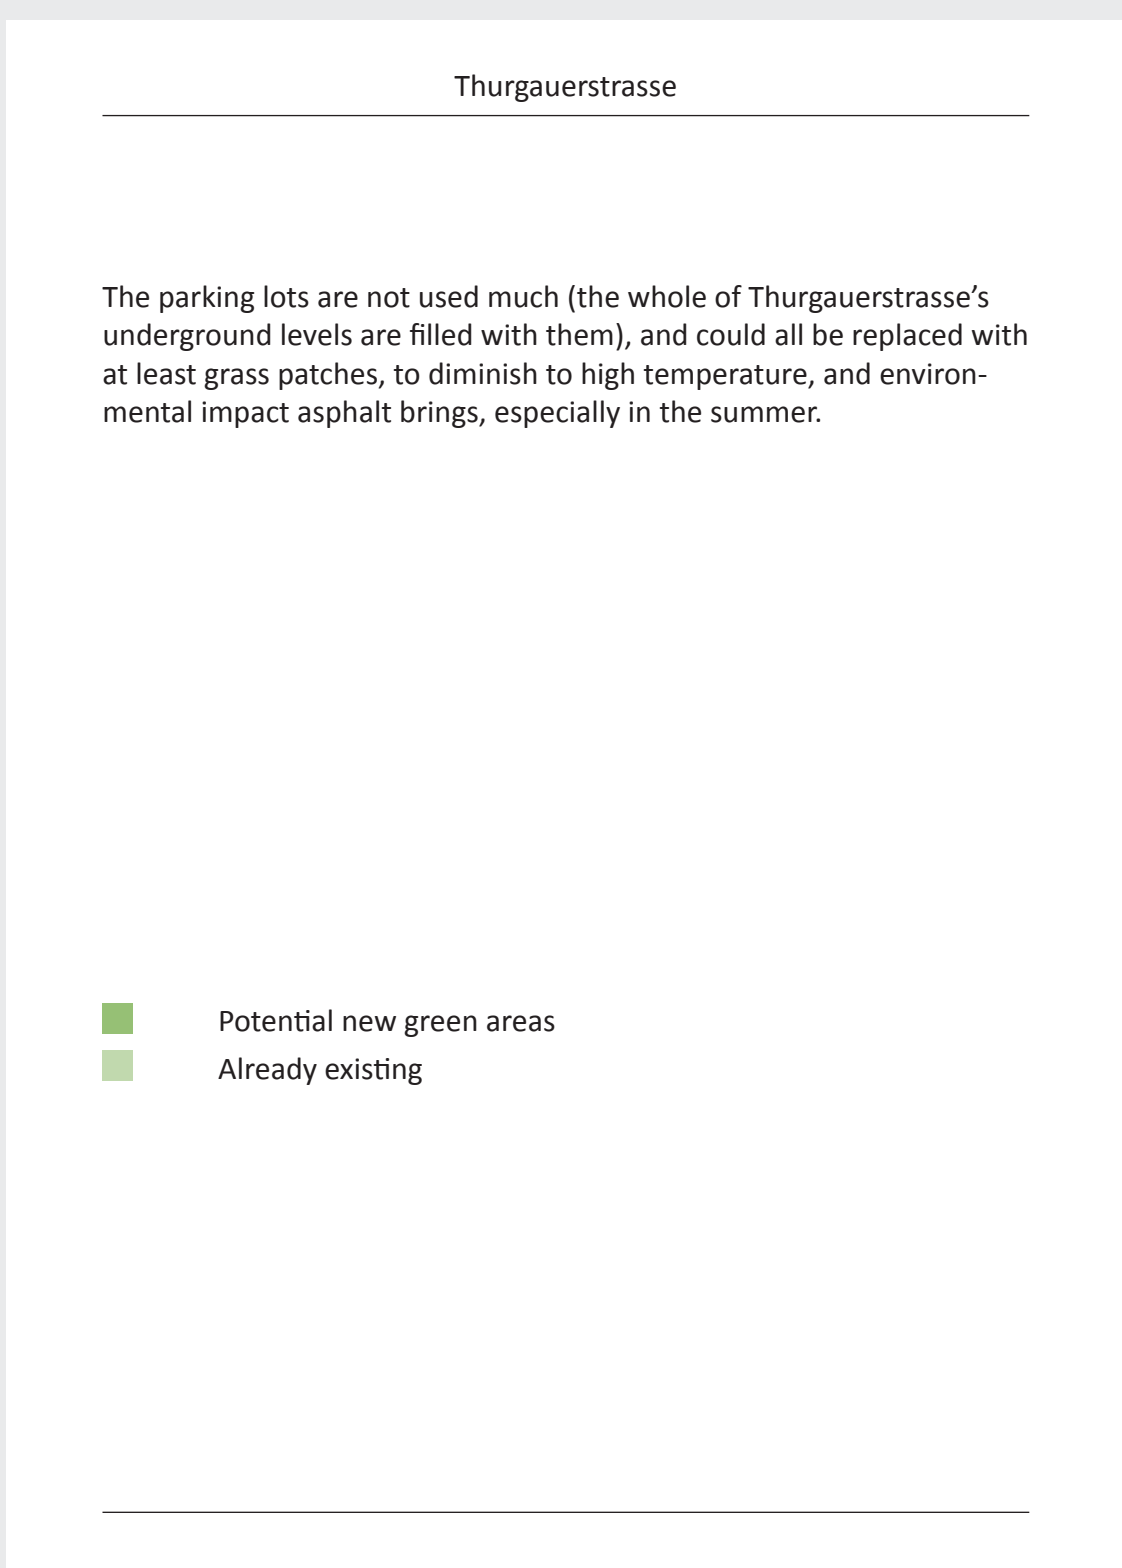 Thurgauerstrasse
The parking lots are not used much (the whole of Thurgauerstrasse’s
underground levels are filled with them), and could all be replaced with
at least grass patches, to diminish to high temperature, and environ-
mental impact asphalt brings, especially in the summer.
Potential new green areas
Already existing